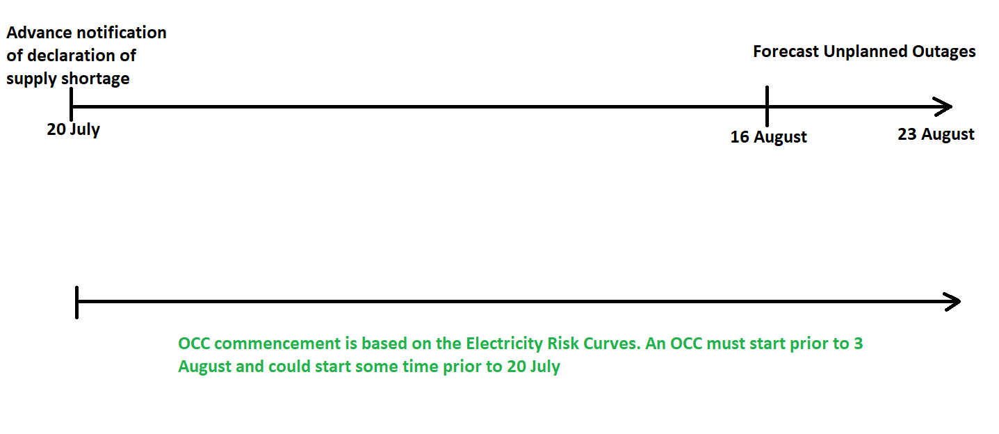 Advance notification
of declaration of
supply shortage
Forecast Unplanned Outages
20 July
16 August
23 August
OCC commencement is based on the Electricity Risk Curves. An OCC must start prior to 3
August and could start some time prior to 20 July